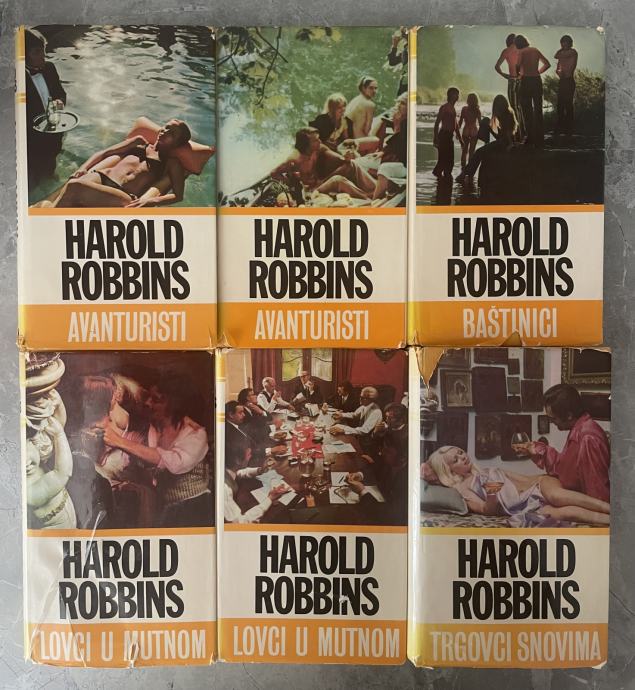 HAROLD
ROBBINS
AVANTURISTI
HAROLD
ROBBINS
AVANTURISTI
HAROLD
ROBBINS
BAŠTINICI
HAROLD
ROBBINS
LOVCI U MUTNOM
HAROLD
ROBBINS
LOVCI U MUTNOM
HAROLD
ROBBINS
TRGOVCI SNOVIMA